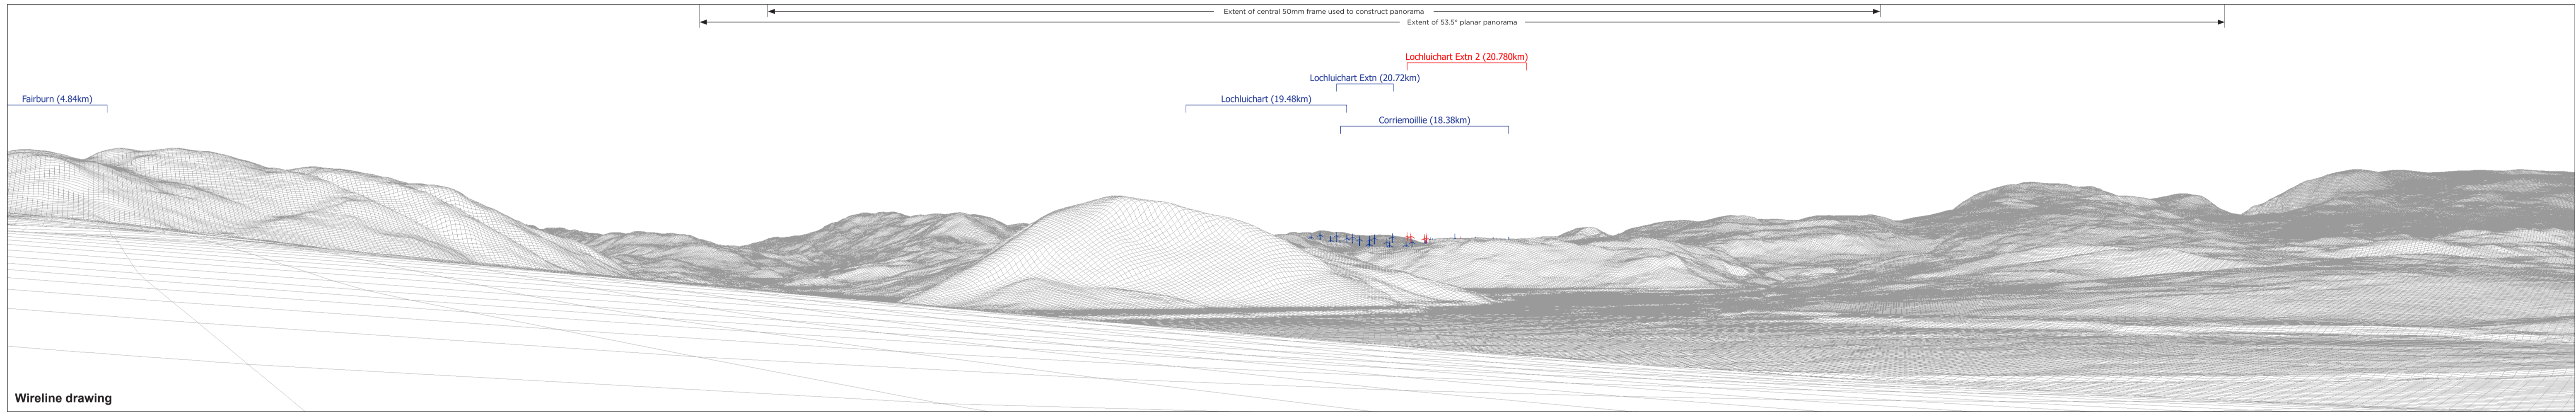 Extent of central 50mm frame used to construct panorama
Extent of 53.5° planar panorama
Lochluichart Extn 2 (20.780km)
Lochluichart Extn (20.72km)
Fairburn (4.84km)
Lochluichart (19.48km)
Corriemoillie (18.38km)
Wireline drawing